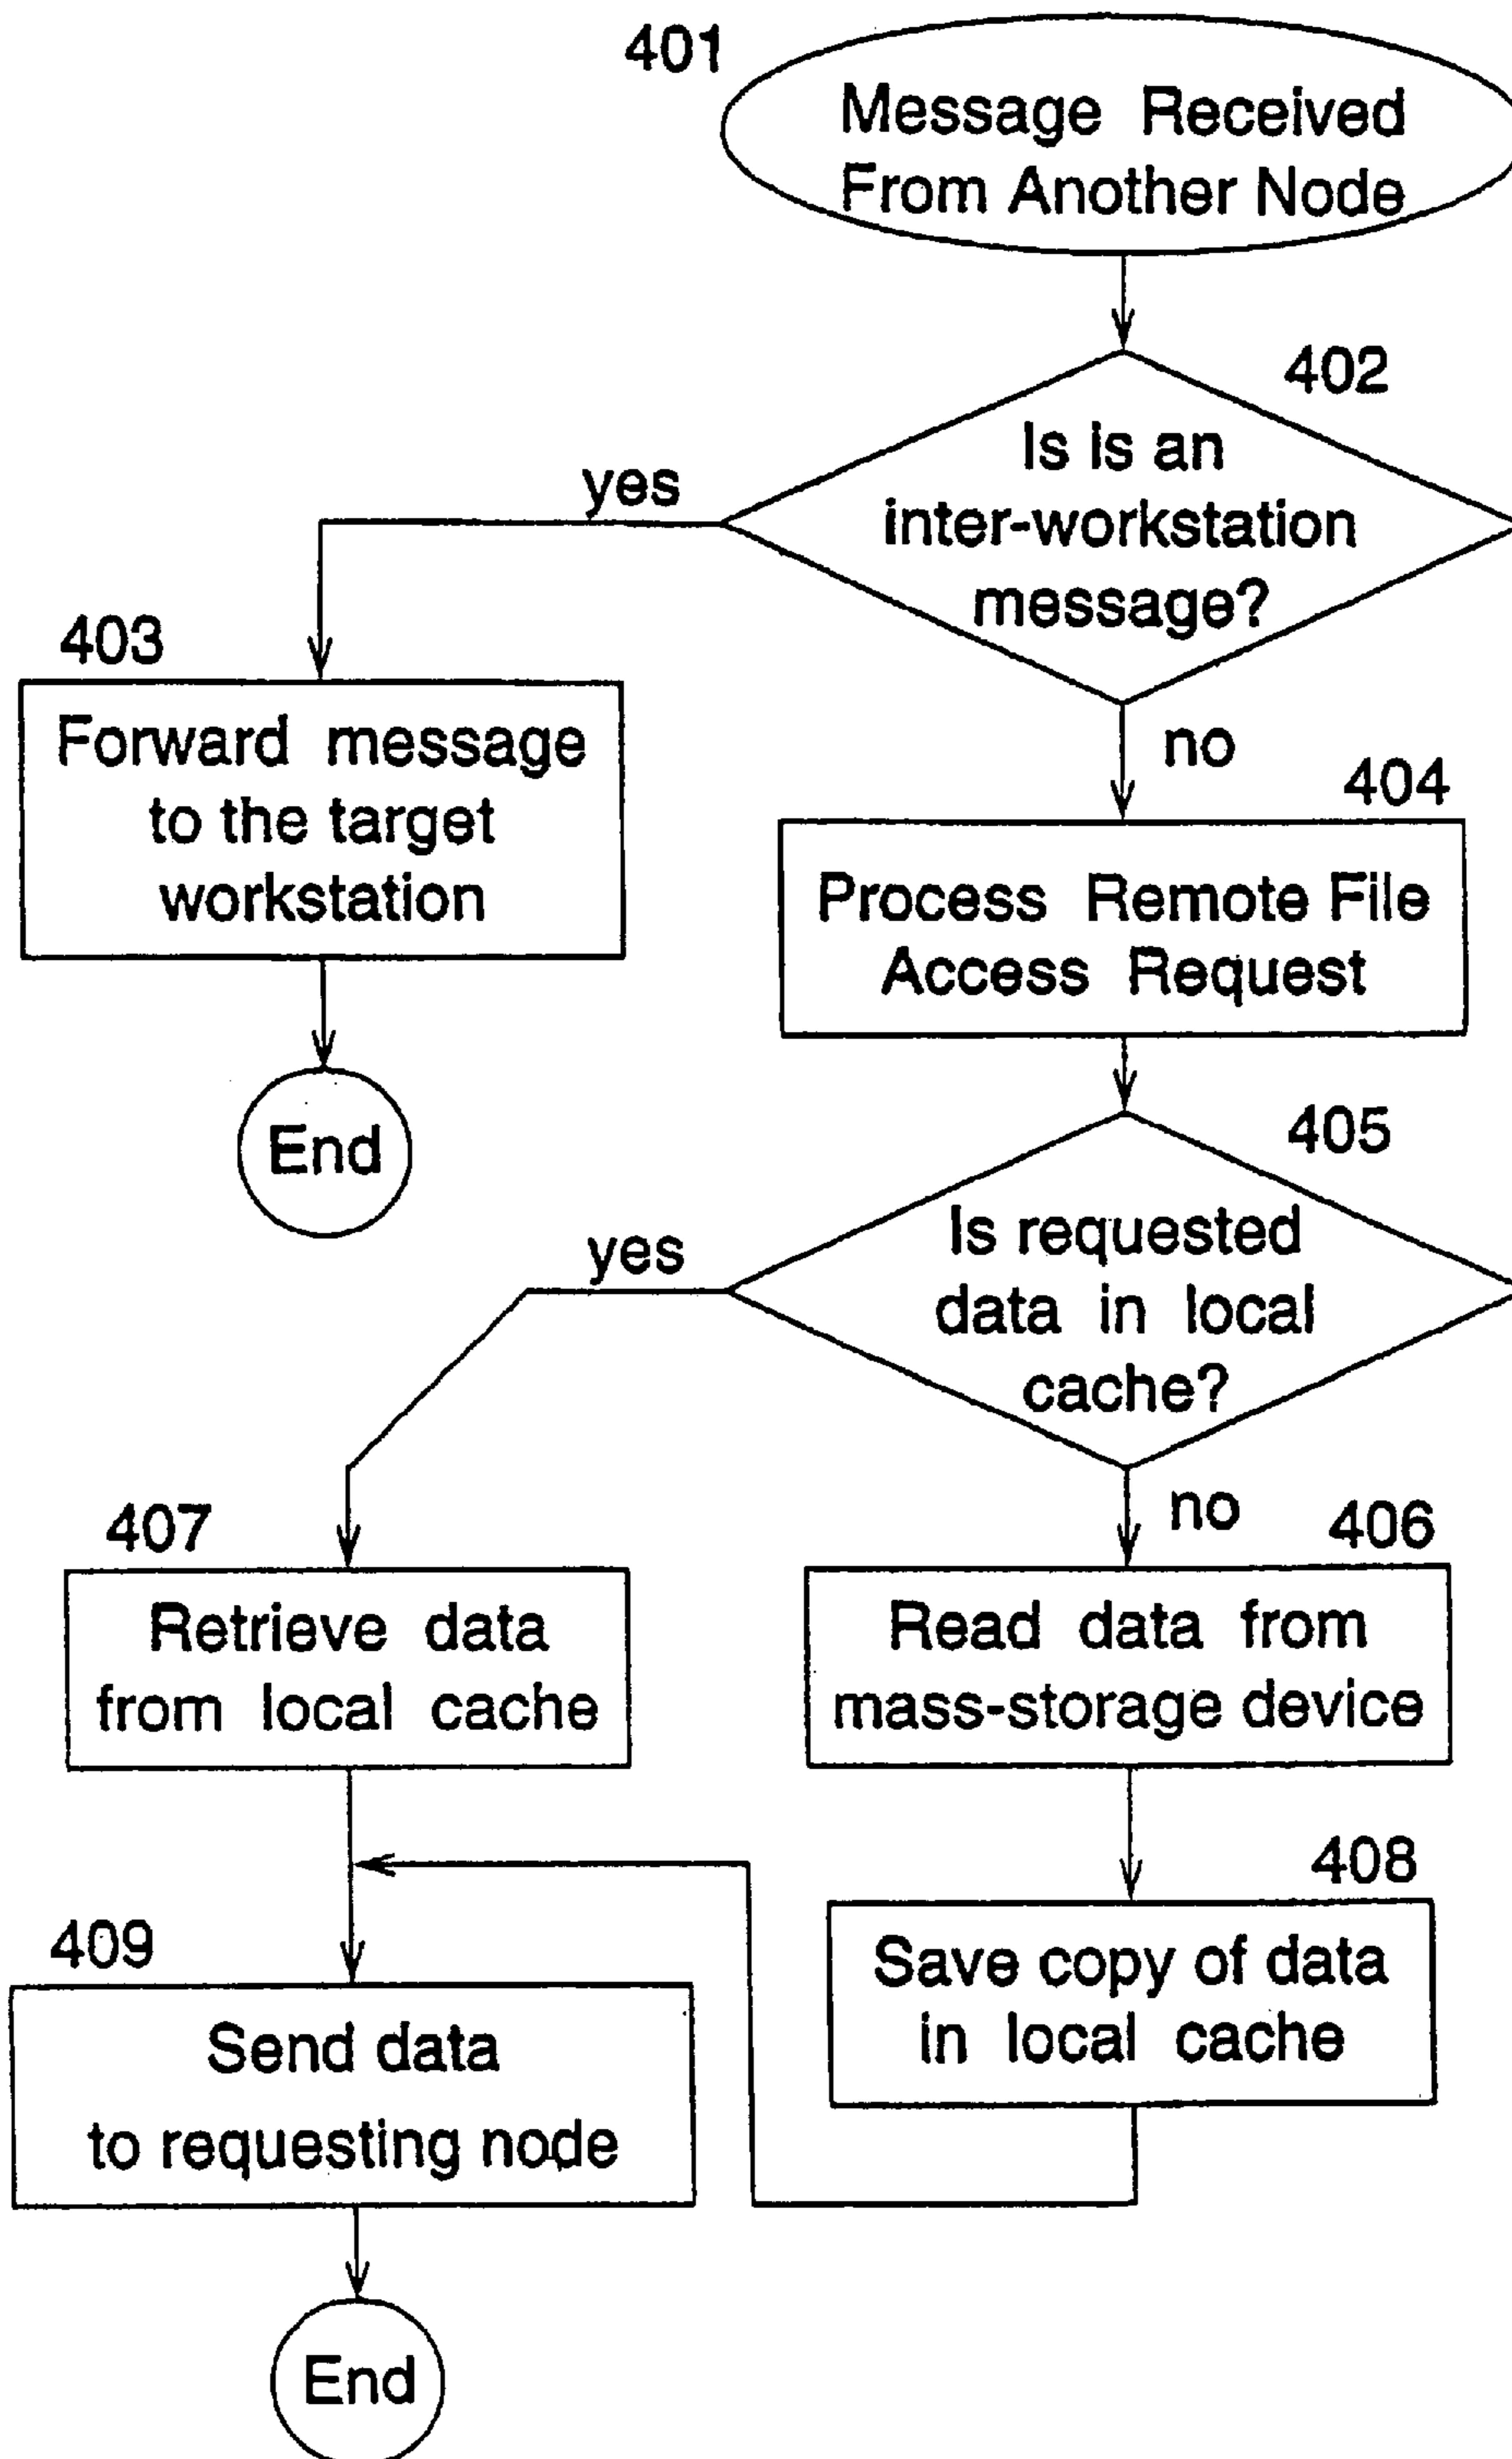 401
Message Received
From Another Node
402
Is is an
inter-workstation
message?
yes
no
403
Forward message
to the target
workstation
End
404
Process Remote File
Access Request
405
Is requested
data in local
cache?
yes
no
407
Retrieve data
from local cache
406
Read data from
mass-storage device
408
Save copy of data
in local cache
409
Send data
to requesting node
End